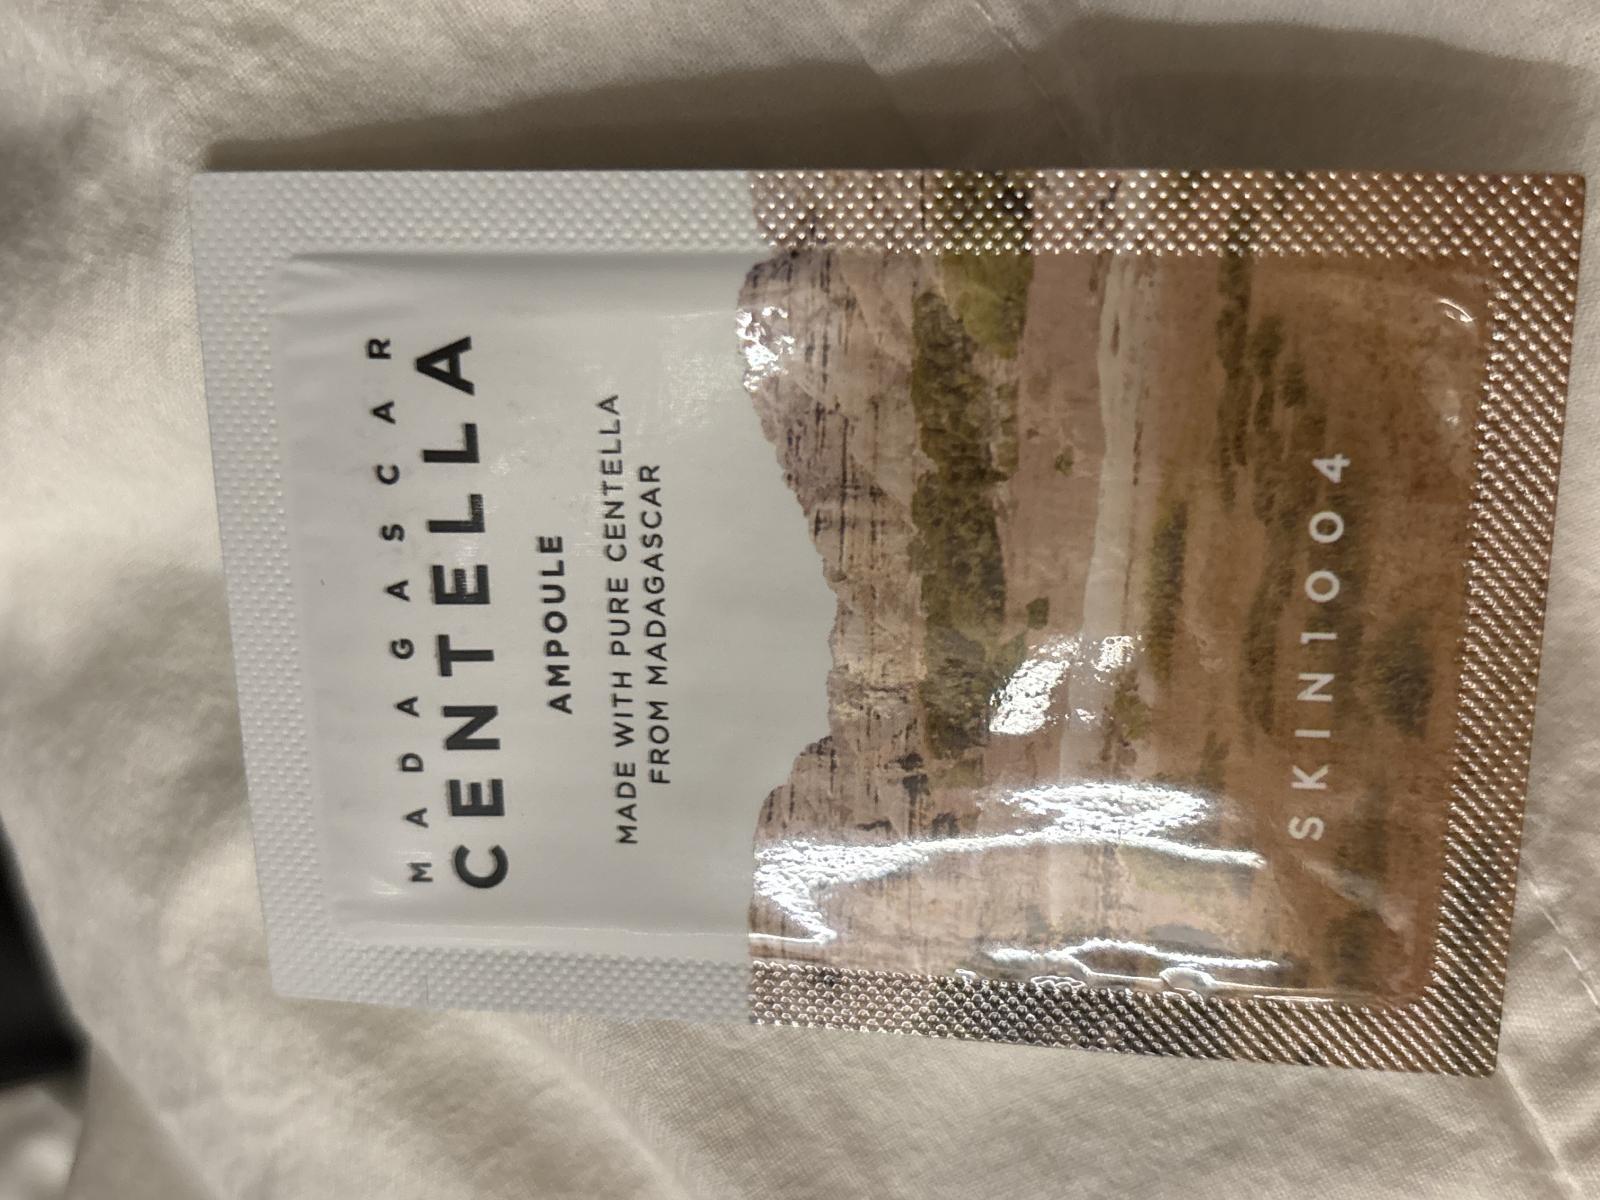 MADAGASCAR
CENTELLA
AMPOULE
MADE WITH PURE CENTELLA
FROM MADAGASCAR
SKIN1004